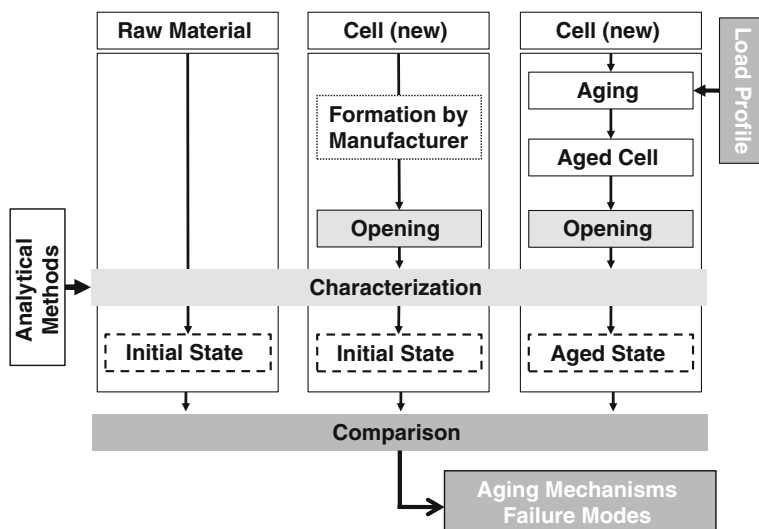 Raw Material
Cell (new)
Cell (new)
Load Profile
Aging
Formation by
Manufacturer
Aged Cell
Opening
Opening
Analytical
Methods
Characterization
Initial State
Initial State
Aged State
Comparison
Aging Mechanisms
Failure Modes